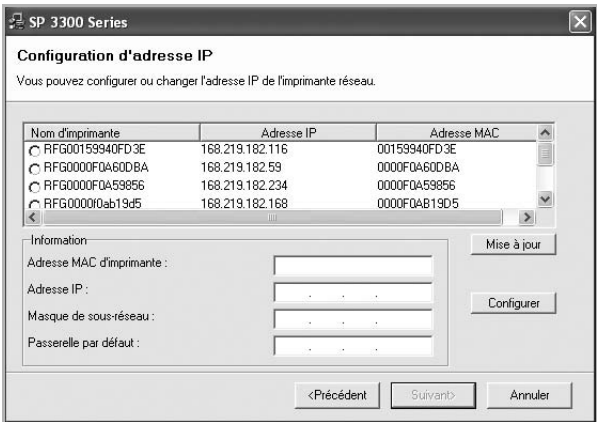 SP 3300 Series
Configuration d'adresse IP
Vous pouvez configurer ou changer l'adresse IP de l'imprimante réseau.
Nom d'imprimante Adresse IP Adresse MAC
RFG00159940FD3E 168.219.182.116 00159940FD3E
RFG0000F0A60DBA 168.219.182.59 0000F0A60DBA
RFG0000F0A59856 168.219.182.234 0000F0A59856
RFG0000f0ab19d5 168.219.182.168 0000F0AB19D5
Information
Mise à jour
Adresse MAC d'imprimante :
Adresse IP :
Configurer
Masque de sous-réseau :
Passerelle par défaut :
<Précédent Suivant> Annuler